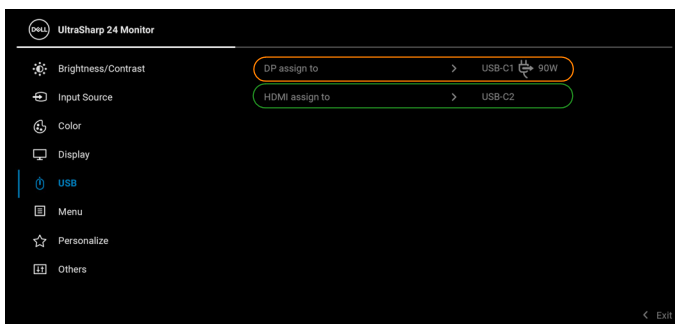 DELL UltraSharp 24 Monitor
Brightness/Contrast
DP assign to > USB-C1 90W
Input Source
HDMI assign to > USB-C2
Color
Display
USB
Menu
Personalize
Others
< Exit